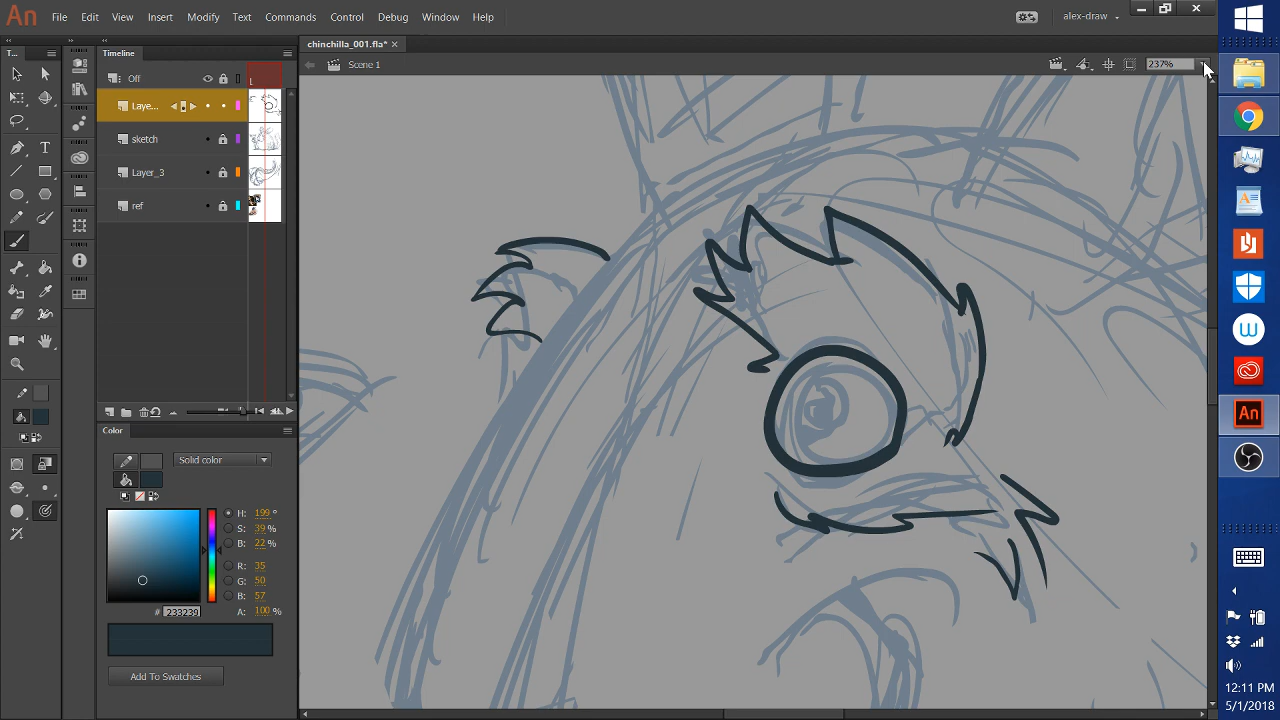 An File Edit View Insert Modify Text Commands Control Debug Window Help alex-draw
T...
Timeline
chinchilla_001.fla* ×
Scene 1
237%
Off
1
Laye...
sketch
Layer_3
ref
T
Color
Solid color
H: 199 °
S: 39 %
B: 22 %
R: 35
G: 50
B: 57
A: 100 %
# 233239
Add To Swatches
W
An
12:11 PM
5/1/2018